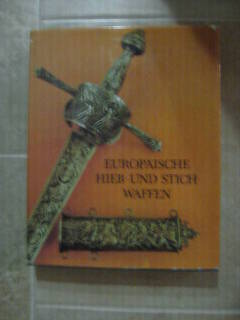 EUROPÄISCHE
HIEB-UND STICH
WAFFEN